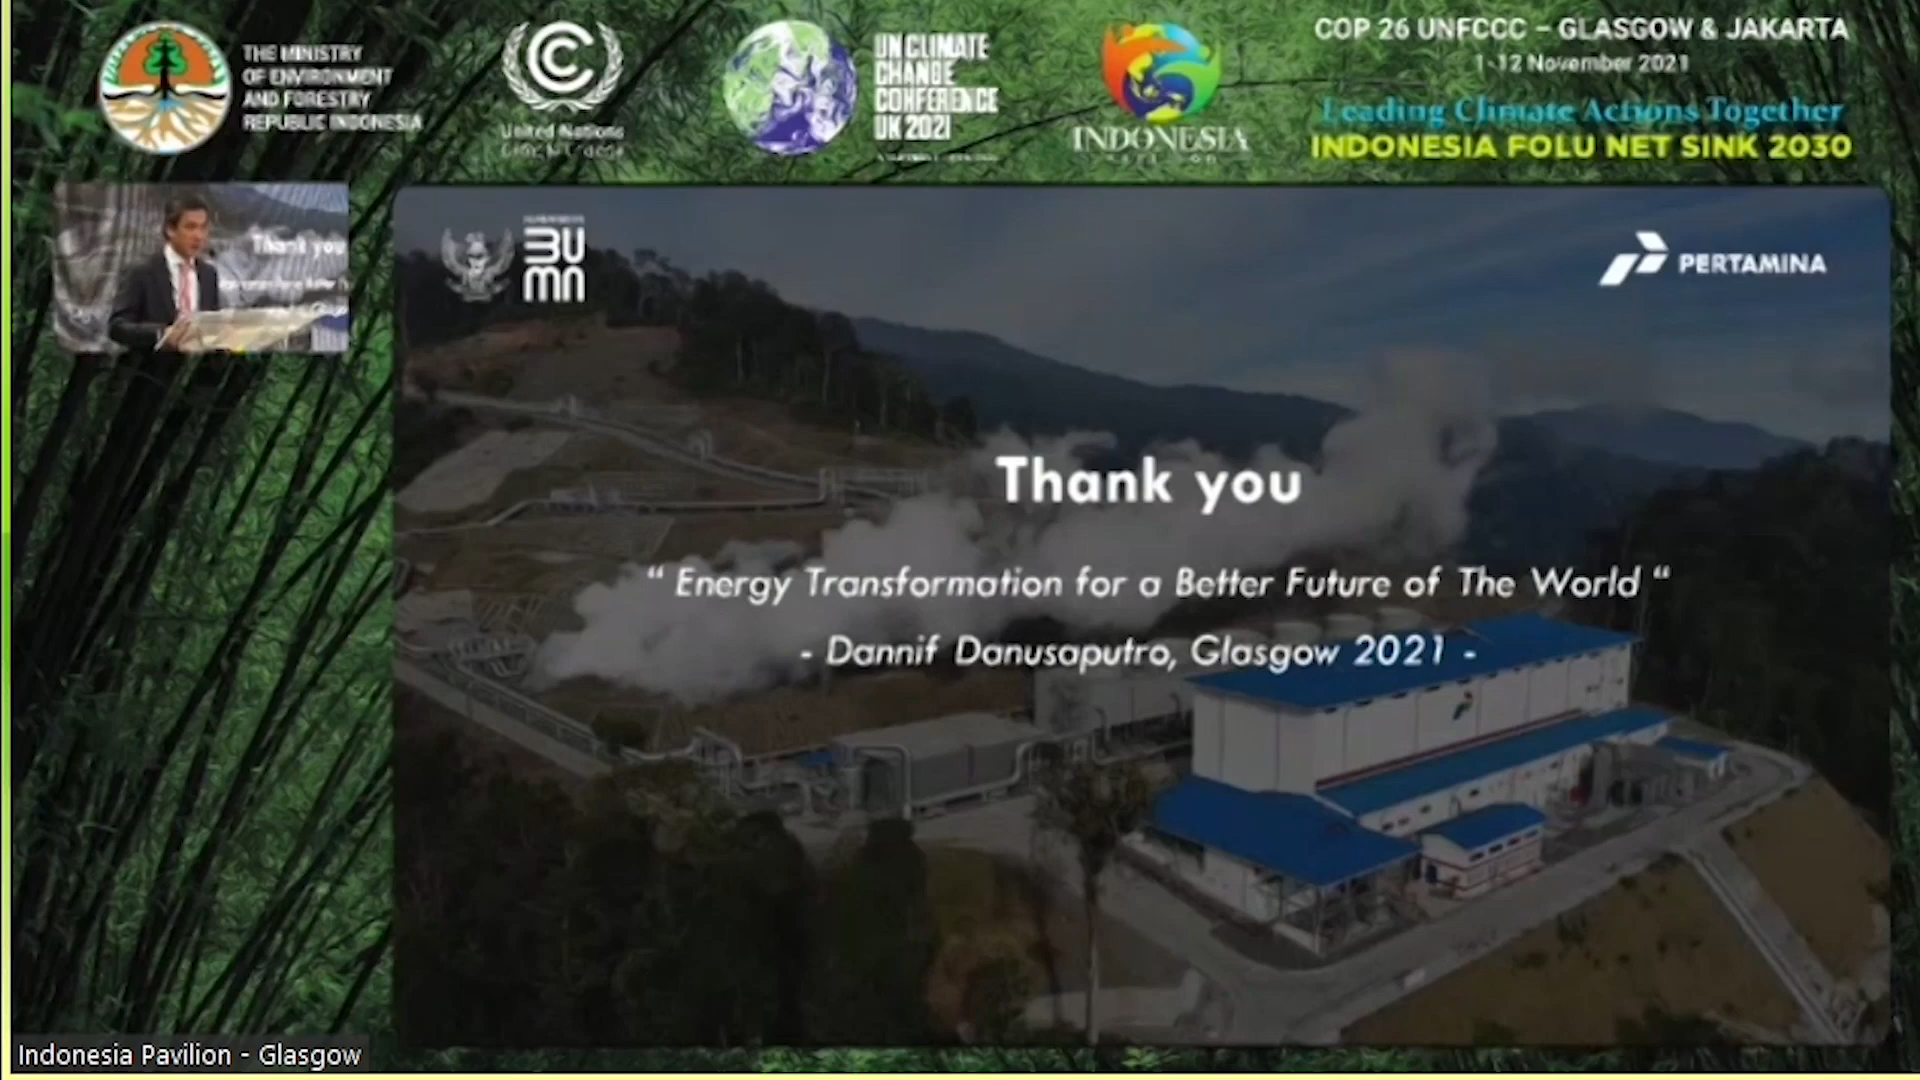 THE MINISTRY
OF ENVIRONMENT
AND FORESTRY
REPUBLIC INDONESIA
United Nations
UN CLIMATE
CHANGE
CONFERENCE
UK 2021
INDONESIA
COP 26 UNFCCC – GLASGOW & JAKARTA
1-12 November 2021
Leading Climate Actions Together
INDONESIA FOLU NET SINK 2030
Thank you
BUMN
PERTAMINA
Thank you
“ Energy Transformation for a Better Future of The World “
- Dannif Danusaputro, Glasgow 2021 -
Indonesia Pavilion - Glasgow